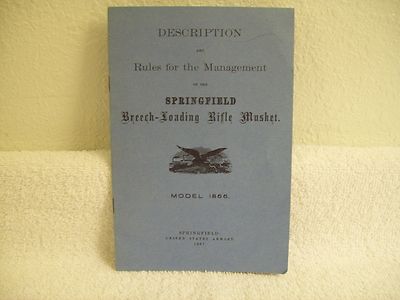 DESCRIPTION
AND
Rules for the Management
OF THE
SPRINGFIELD
Breech-Loading Rifle Musket.
MODEL 1866.
SPRINGFIELD:
UNITED STATES ARMORY.
1867